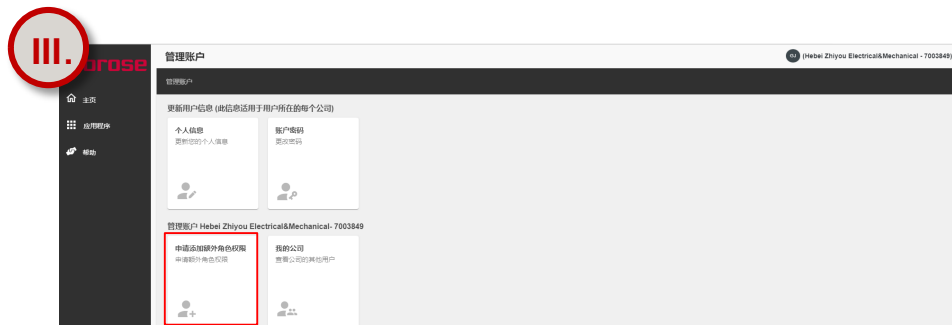 III.
rose
管理账户
GJ (Hebei Zhiyou Electrical&Mechanical - 7003849)
管理账户
主页
应用程序
帮助
更新用户信息 (此信息适用于用户所在的每个公司)
个人信息
更新您的个人信息
账户密码
更改密码
管理账户 Hebei Zhiyou Electrical&Mechanical- 7003849
申请添加额外角色权限
申请额外角色权限
我的公司
查看公司的其他用户